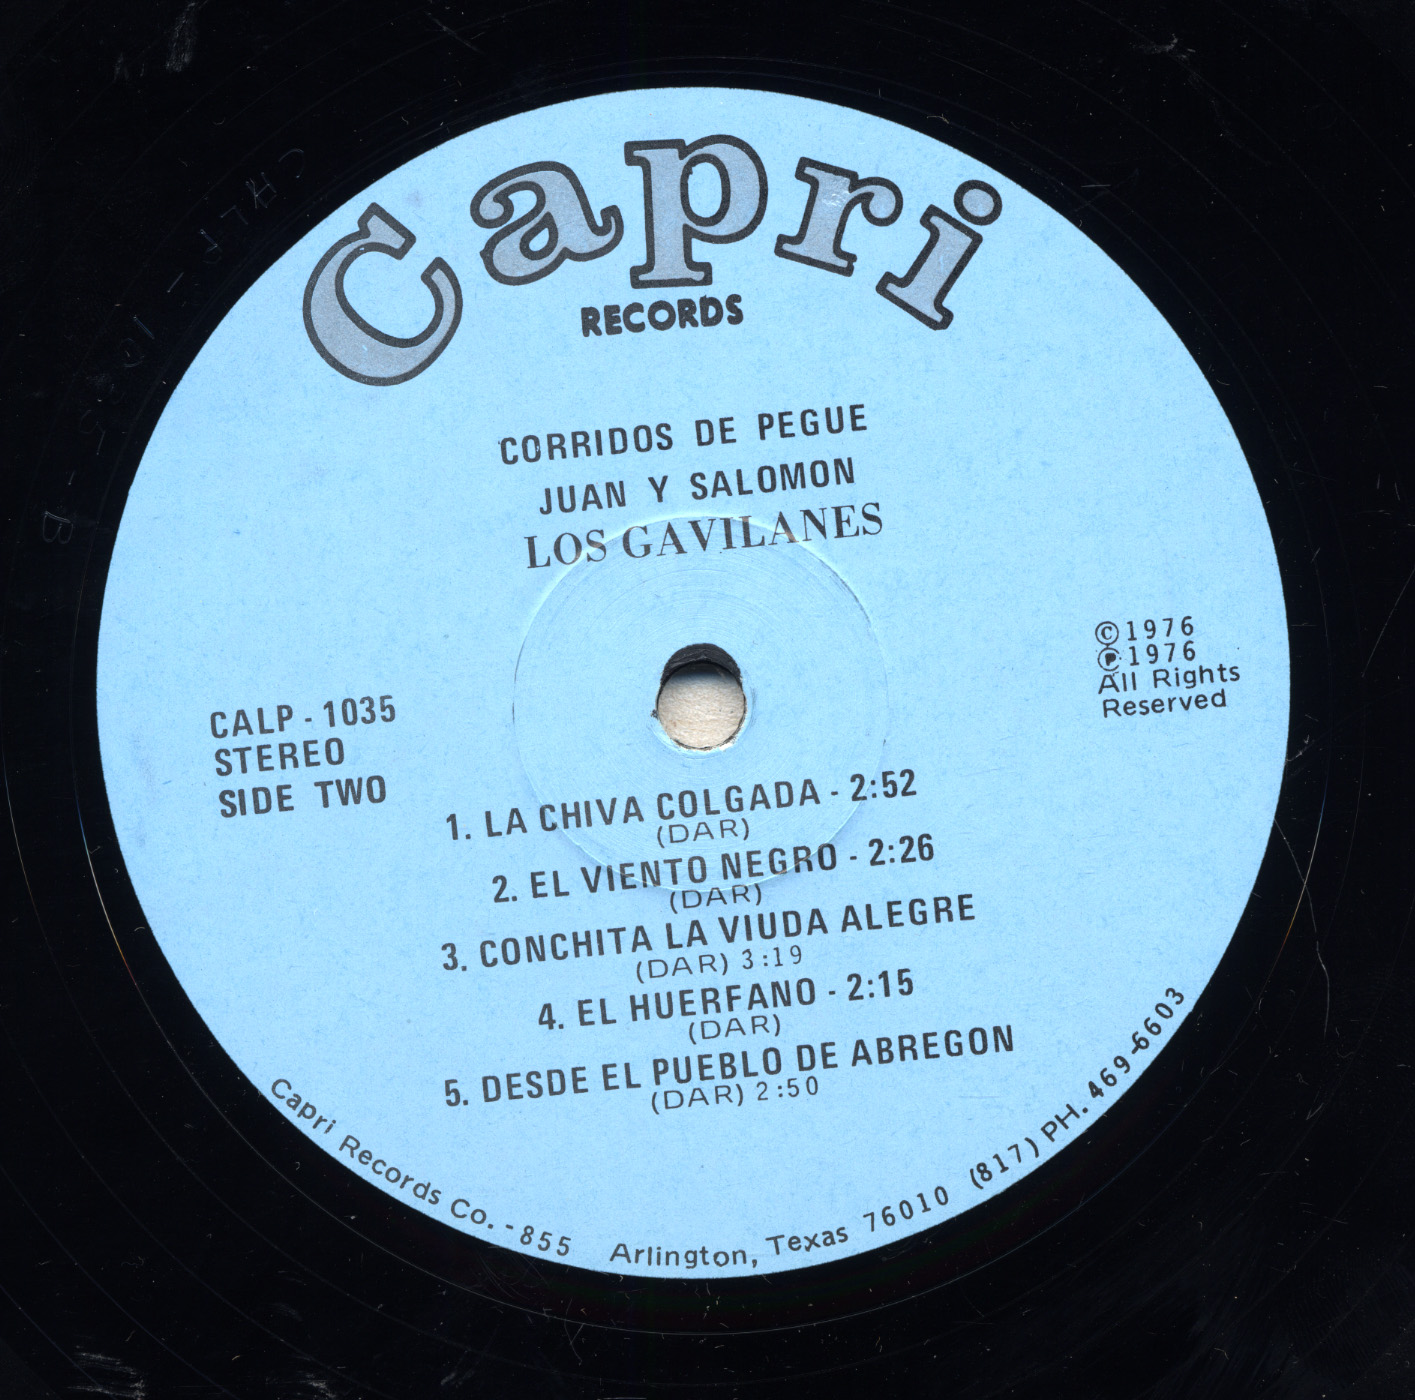 Capri
RECORDS
CORRIDOS DE PEGUE
JUAN Y SALOMON
LOS GAVILANES
©1976
℗1976
All Rights
Reserved
CALP - 1035
STEREO
SIDE TWO
1. LA CHIVA COLGADA - 2:52
(DAR)
2. EL VIENTO NEGRO - 2:26
(DAR)
3. CONCHITA LA VIUDA ALEGRE
(DAR) 3:19
4. EL HUERFANO - 2:15
(DAR)
5. DESDE EL PUEBLO DE ABREGON
(DAR) 2:50
Capri Records Co. - 855 Arlington, Texas 76010 (817) PH. 469-6603